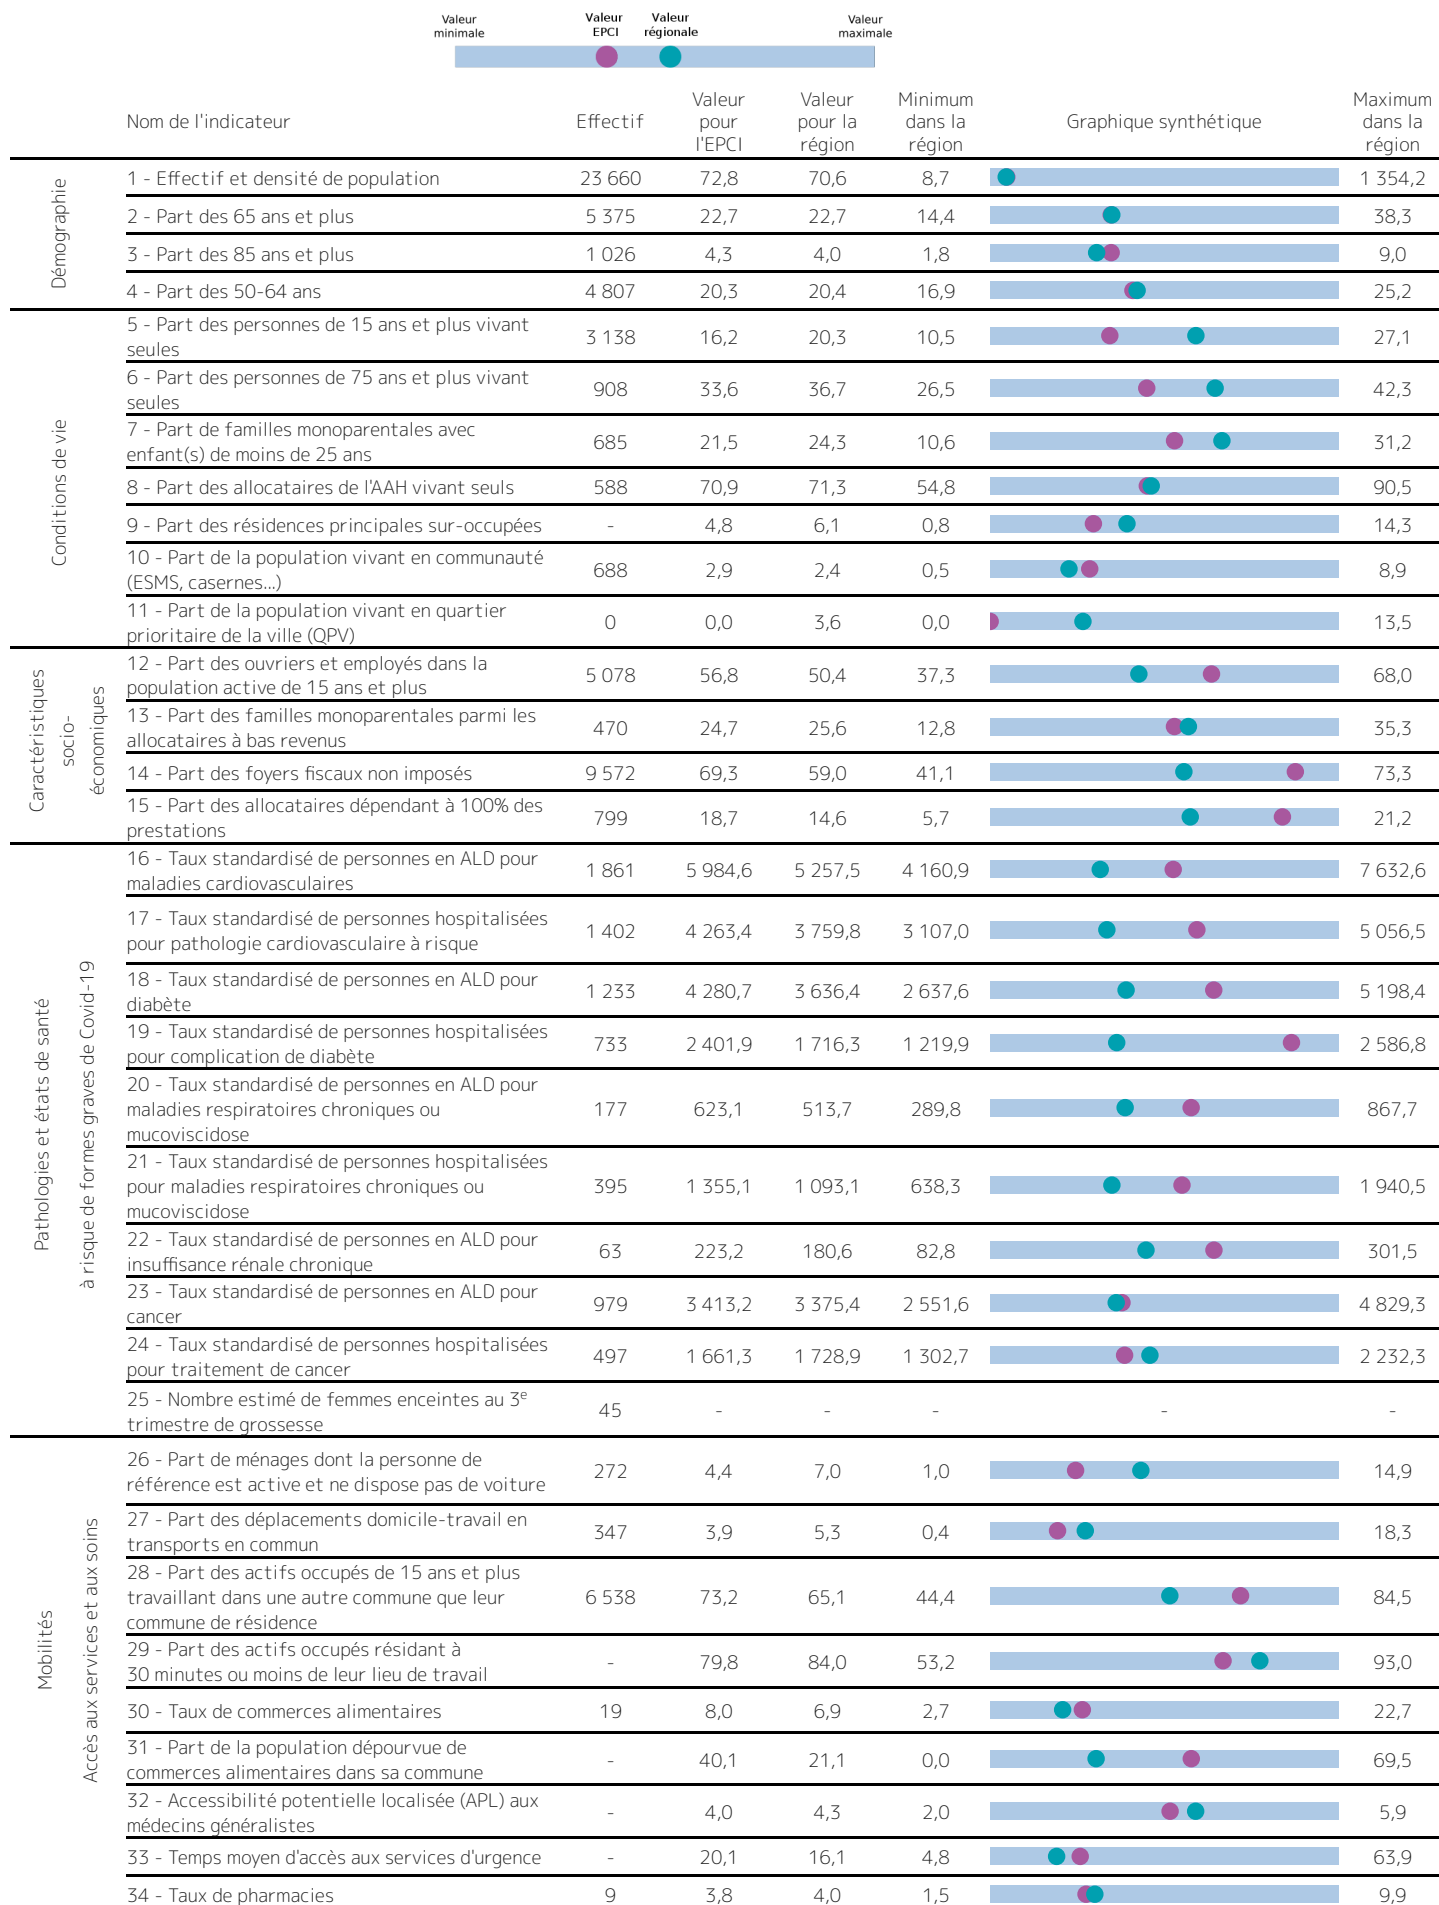 Valeur minimale
Valeur EPCI
Valeur régionale
Valeur maximale
Nom de l'indicateur Effectif Valeur pour l'EPCI Valeur pour la région Minimum dans la région Graphique synthétique Maximum dans la région
Démographie
1 - Effectif et densité de population 23 660 72,8 70,6 8,7 1 354,2
2 - Part des 65 ans et plus 5 375 22,7 22,7 14,4 38,3
3 - Part des 85 ans et plus 1 026 4,3 4,0 1,8 9,0
4 - Part des 50-64 ans 4 807 20,3 20,4 16,9 25,2
Conditions de vie
5 - Part des personnes de 15 ans et plus vivant
seules 3 138 16,2 20,3 10,5 27,1
6 - Part des personnes de 75 ans et plus vivant
seules 908 33,6 36,7 26,5 42,3
7 - Part de familles monoparentales avec
enfant(s) de moins de 25 ans 685 21,5 24,3 10,6 31,2
8 - Part des allocataires de l'AAH vivant seuls 588 70,9 71,3 54,8 90,5
9 - Part des résidences principales sur-occupées - 4,8 6,1 0,8 14,3
10 - Part de la population vivant en communauté
(ESMS, casernes...) 688 2,9 2,4 0,5 8,9
11 - Part de la population vivant en quartier
prioritaire de la ville (QPV) 0 0,0 3,6 0,0 13,5
Caractéristiques
socio-
économiques
12 - Part des ouvriers et employés dans la
population active de 15 ans et plus 5 078 56,8 50,4 37,3 68,0
13 - Part des familles monoparentales parmi les
allocataires à bas revenus 470 24,7 25,6 12,8 35,3
14 - Part des foyers fiscaux non imposés 9 572 69,3 59,0 41,1 73,3
15 - Part des allocataires dépendant à 100% des
prestations 799 18,7 14,6 5,7 21,2
Pathologies et états de santé
à risque de formes graves de Covid-19
16 - Taux standardisé de personnes en ALD pour
maladies cardiovasculaires 1 861 5 984,6 5 257,5 4 160,9 7 632,6
17 - Taux standardisé de personnes hospitalisées
pour pathologie cardiovasculaire à risque 1 402 4 263,4 3 759,8 3 107,0 5 056,5
18 - Taux standardisé de personnes en ALD pour
diabète 1 233 4 280,7 3 636,4 2 637,6 5 198,4
19 - Taux standardisé de personnes hospitalisées
pour complication de diabète 733 2 401,9 1 716,3 1 219,9 2 586,8
20 - Taux standardisé de personnes en ALD pour
maladies respiratoires chroniques ou
mucoviscidose 177 623,1 513,7 289,8 867,7
21 - Taux standardisé de personnes hospitalisées
pour maladies respiratoires chroniques ou
mucoviscidose 395 1 355,1 1 093,1 638,3 1 940,5
22 - Taux standardisé de personnes en ALD pour
insuffisance rénale chronique 63 223,2 180,6 82,8 301,5
23 - Taux standardisé de personnes en ALD pour
cancer 979 3 413,2 3 375,4 2 551,6 4 829,3
24 - Taux standardisé de personnes hospitalisées
pour traitement de cancer 497 1 661,3 1 728,9 1 302,7 2 232,3
25 - Nombre estimé de femmes enceintes au 3e
trimestre de grossesse 45 - - - - -
Mobilités
Accès aux services et aux soins
26 - Part de ménages dont la personne de
référence est active et ne dispose pas de voiture 272 4,4 7,0 1,0 14,9
27 - Part des déplacements domicile-travail en
transports en commun 347 3,9 5,3 0,4 18,3
28 - Part des actifs occupés de 15 ans et plus
travaillant dans une autre commune que leur
commune de résidence 6 538 73,2 65,1 44,4 84,5
29 - Part des actifs occupés résidant à
30 minutes ou moins de leur lieu de travail - 79,8 84,0 53,2 93,0
30 - Taux de commerces alimentaires 19 8,0 6,9 2,7 22,7
31 - Part de la population dépourvue de
commerces alimentaires dans sa commune - 40,1 21,1 0,0 69,5
32 - Accessibilité potentielle localisée (APL) aux
médecins généralistes - 4,0 4,3 2,0 5,9
33 - Temps moyen d'accès aux services d'urgence - 20,1 16,1 4,8 63,9
34 - Taux de pharmacies 9 3,8 4,0 1,5 9,9